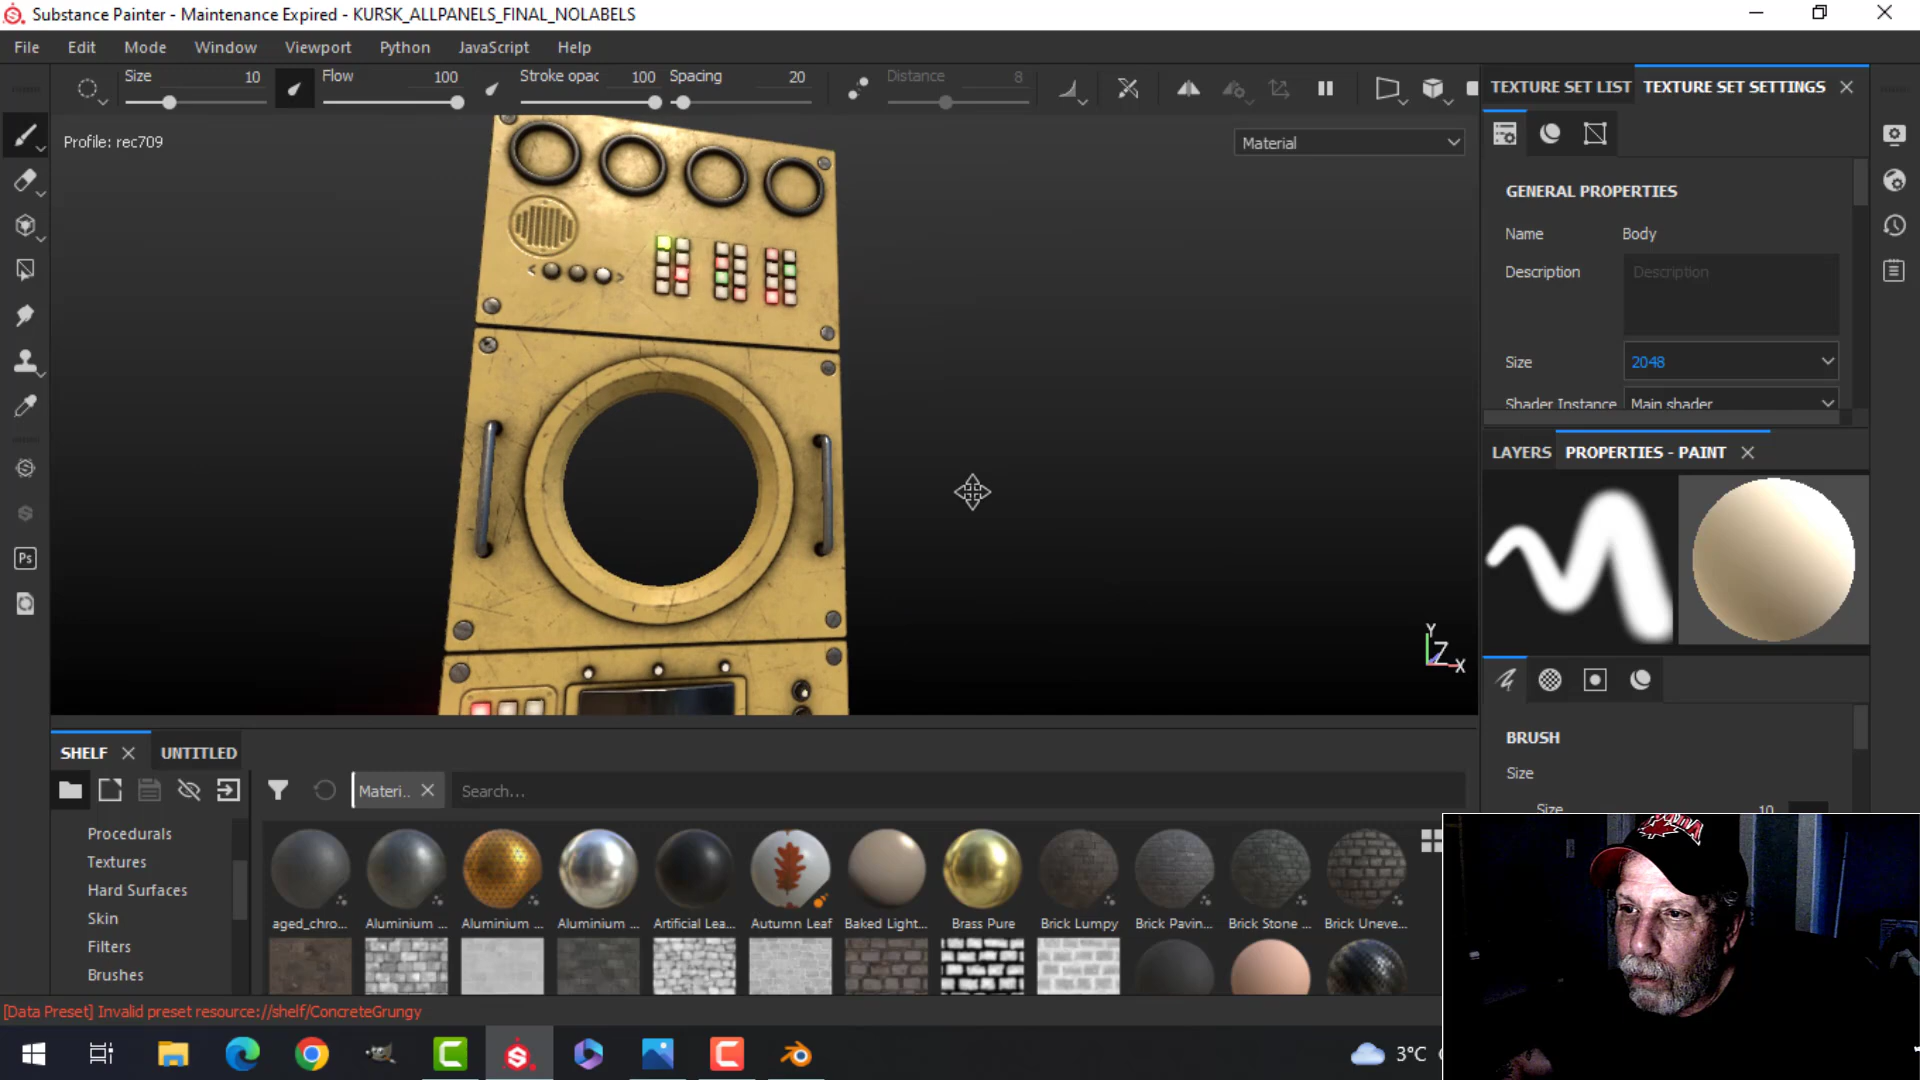 Substance Painter - Maintenance Expired - KURSK_ALLPANELS_FINAL_NOLABELS
File Edit Mode Window Viewport Python JavaScript Help
Size 10 Flow 100 Stroke opac 100 Spacing 20 Distance 8
TEXTURE SET LIST TEXTURE SET SETTINGS
Profile: rec709
Material
GENERAL PROPERTIES
Name Body
Description Description
Size 2048
Shader Instance Main shader
LAYERS PROPERTIES - PAINT
Y
Z
X
Ps
BRUSH
Size
Size 10
SHELF UNTITLED
Materi..
Search...
Procedurals
Textures
Hard Surfaces
Skin
Filters
Brushes
aged_chro... Aluminium ... Aluminium ... Aluminium ... Artificial Lea... Autumn Leaf Baked Light... Brass Pure Brick Lumpy Brick Pavin... Brick Stone ... Brick Uneve...
[Data Preset] Invalid preset resource://shelf/ConcreteGrungy
3°C